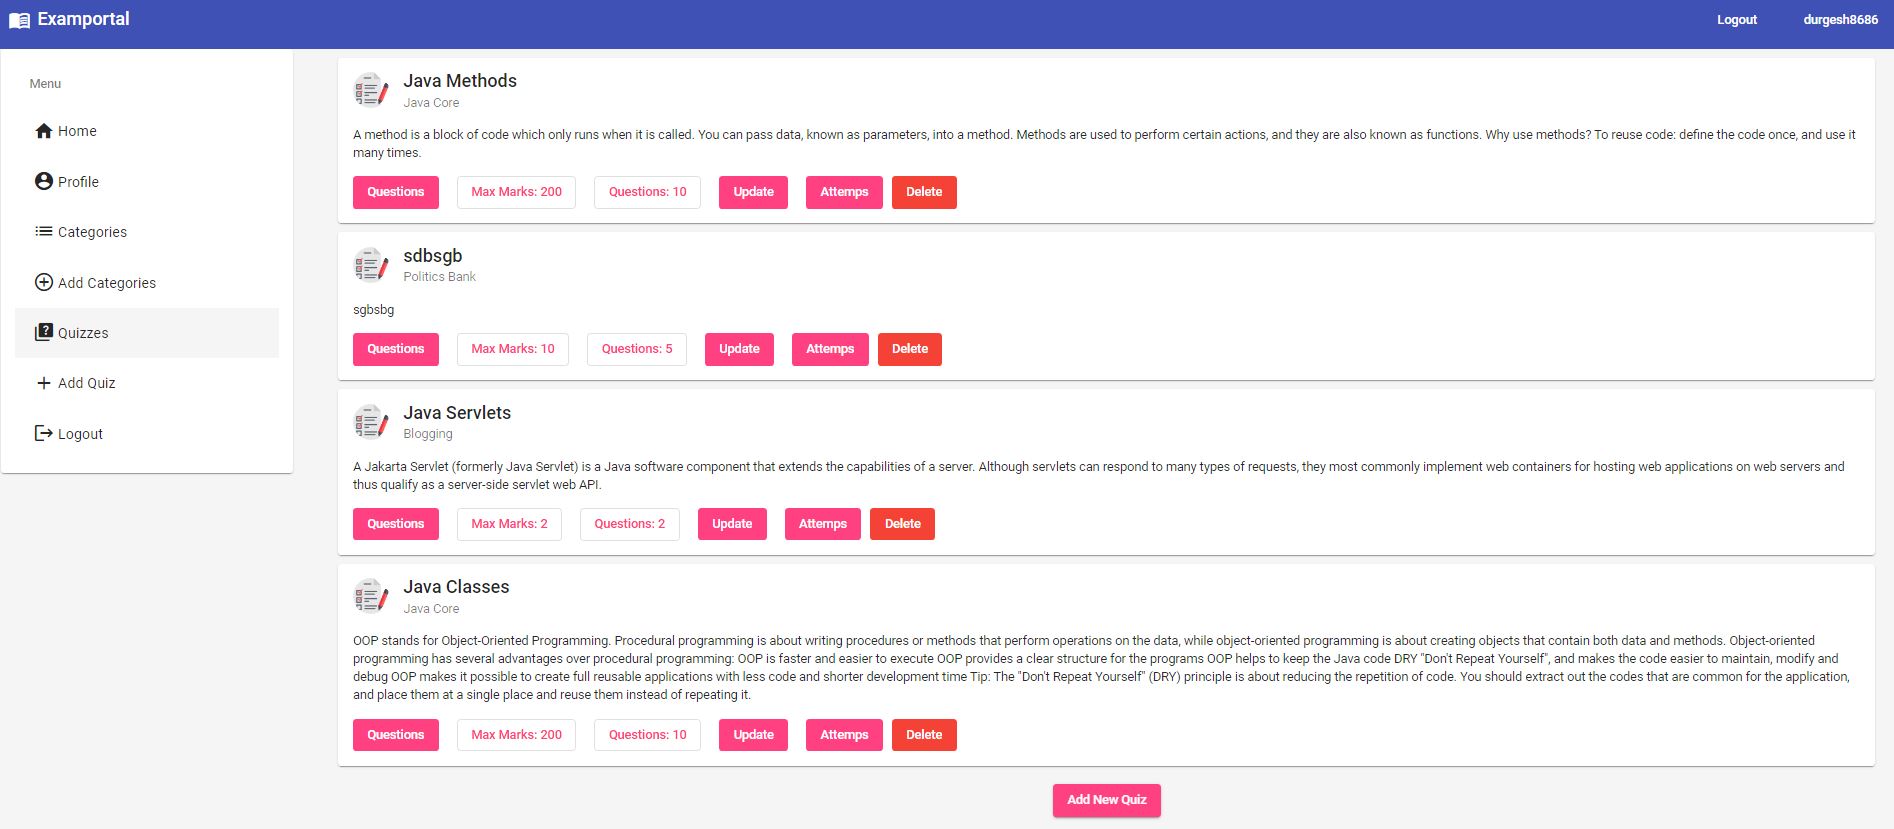 Examportal
Logout
durgesh8686
Menu
Home
Profile
Categories
Add Categories
Quizzes
Add Quiz
Logout
Java Methods
Java Core
A method is a block of code which only runs when it is called. You can pass data, known as parameters, into a method. Methods are used to perform certain actions, and they are also known as functions. Why use methods? To reuse code: define the code once, and use it
many times.
Questions
Max Marks: 200
Questions: 10
Update
Attemps
Delete
sdbsgb
Politics Bank
sgbsbg
Questions
Max Marks: 10
Questions: 5
Update
Attemps
Delete
Java Servlets
Blogging
A Jakarta Servlet (formerly Java Servlet) is a Java software component that extends the capabilities of a server. Although servlets can respond to many types of requests, they most commonly implement web containers for hosting web applications on web servers and
thus qualify as a server-side servlet web API.
Questions
Max Marks: 2
Questions: 2
Update
Attemps
Delete
Java Classes
Java Core
OOP stands for Object-Oriented Programming. Procedural programming is about writing procedures or methods that perform operations on the data, while object-oriented programming is about creating objects that contain both data and methods. Object-oriented
programming has several advantages over procedural programming: OOP is faster and easier to execute OOP provides a clear structure for the programs OOP helps to keep the Java code DRY "Don't Repeat Yourself", and makes the code easier to maintain, modify and
debug OOP makes it possible to create full reusable applications with less code and shorter development time Tip: The "Don't Repeat Yourself" (DRY) principle is about reducing the repetition of code. You should extract out the codes that are common for the application,
and place them at a single place and reuse them instead of repeating it.
Questions
Max Marks: 200
Questions: 10
Update
Attemps
Delete
Add New Quiz